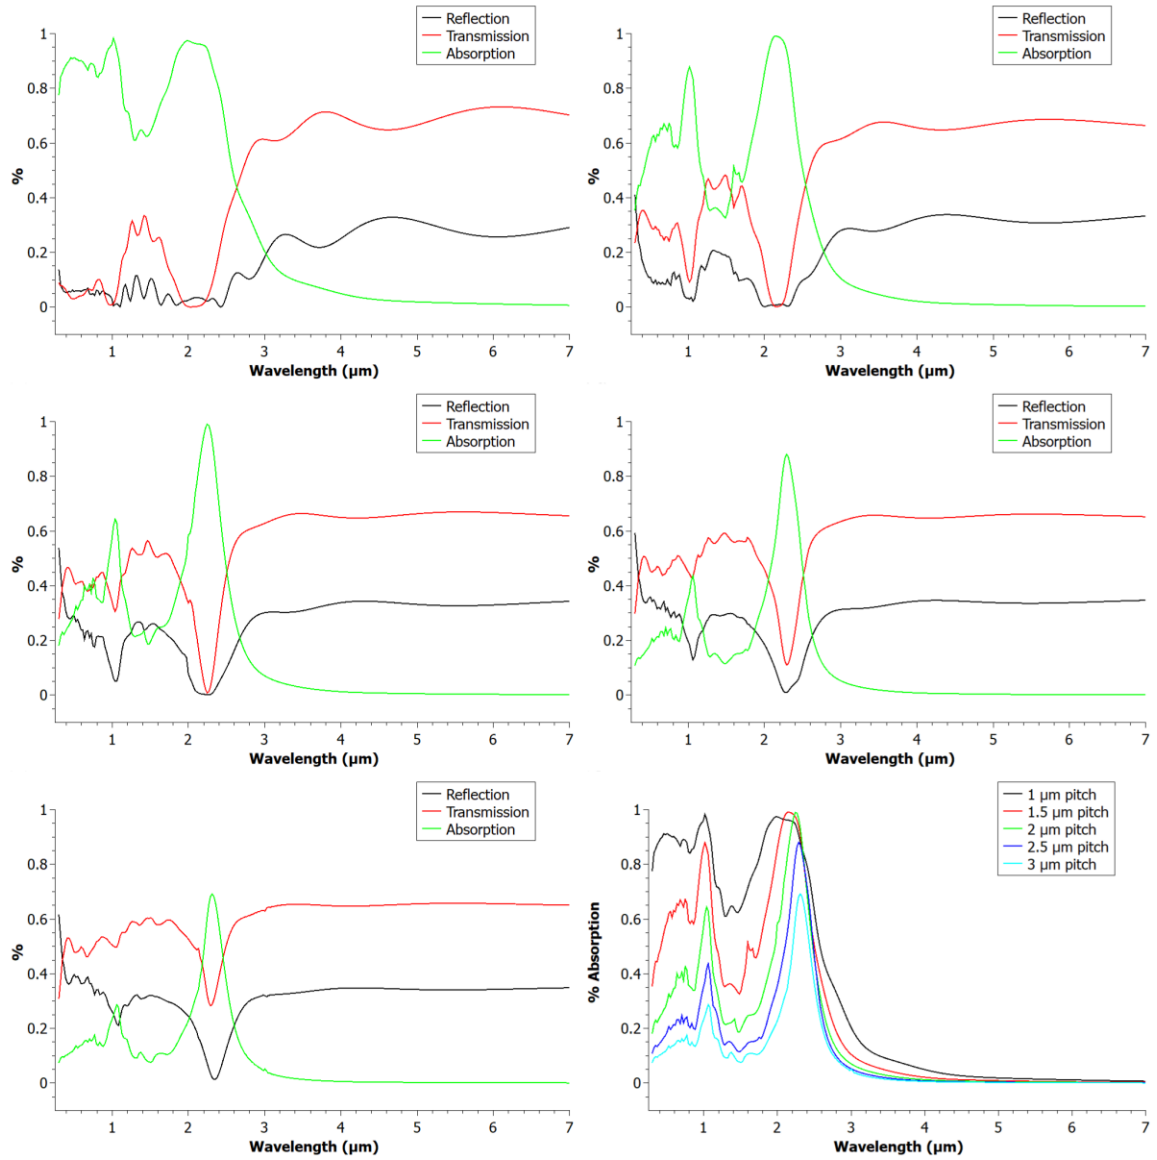 Reflection
Transmission
Absorption
1
0.8
0.6
0.4
0.2
0
%
1 2 3 4 5 6 7
Wavelength (µm)
Reflection
Transmission
Absorption
1
0.8
0.6
0.4
0.2
0
%
1 2 3 4 5 6 7
Wavelength (µm)
Reflection
Transmission
Absorption
1
0.8
0.6
0.4
0.2
0
%
1 2 3 4 5 6 7
Wavelength (µm)
Reflection
Transmission
Absorption
1
0.8
0.6
0.4
0.2
0
%
1 2 3 4 5 6 7
Wavelength (µm)
Reflection
Transmission
Absorption
1
0.8
0.6
0.4
0.2
0
%
1 2 3 4 5 6 7
Wavelength (µm)
1 µm pitch
1.5 µm pitch
2 µm pitch
2.5 µm pitch
3 µm pitch
1
0.8
0.6
0.4
0.2
0
% Absorption
1 2 3 4 5 6 7
Wavelength (µm)